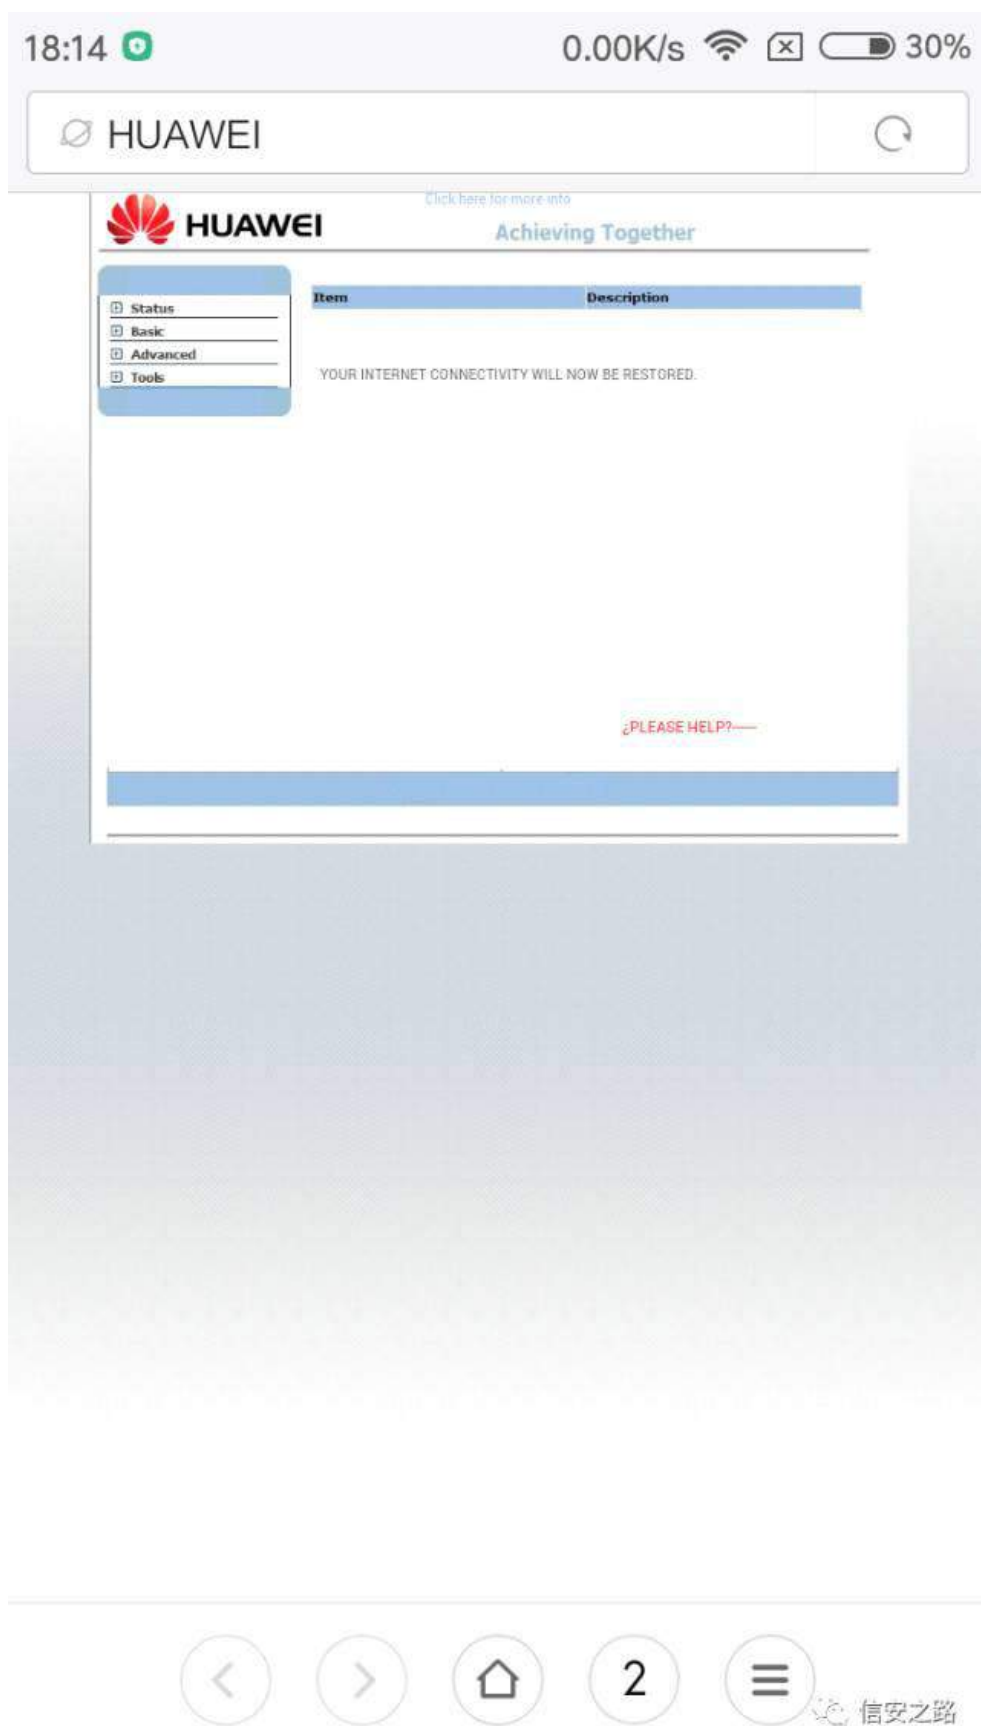 18:14 0.00K/s 30%
HUAWEI
Click here for more info
HUAWEI
Achieving Together
Item Description
Status
Basic
Advanced
Tools
YOUR INTERNET CONNECTIVITY WILL NOW BE RESTORED.
¿PLEASE HELP?-----
2
信安之路